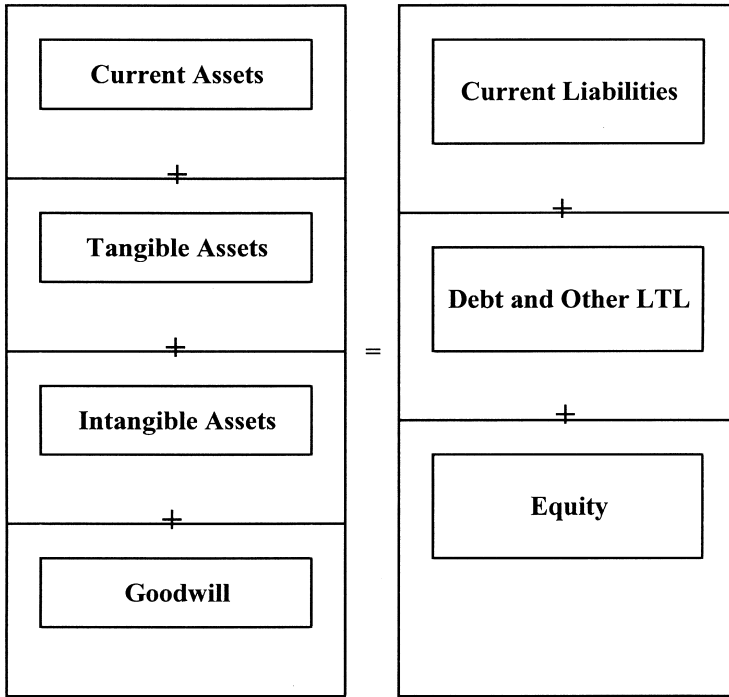 Current Assets
+
Tangible Assets
+
Intangible Assets
+
Goodwill
=
Current Liabilities
+
Debt and Other LTL
+
Equity